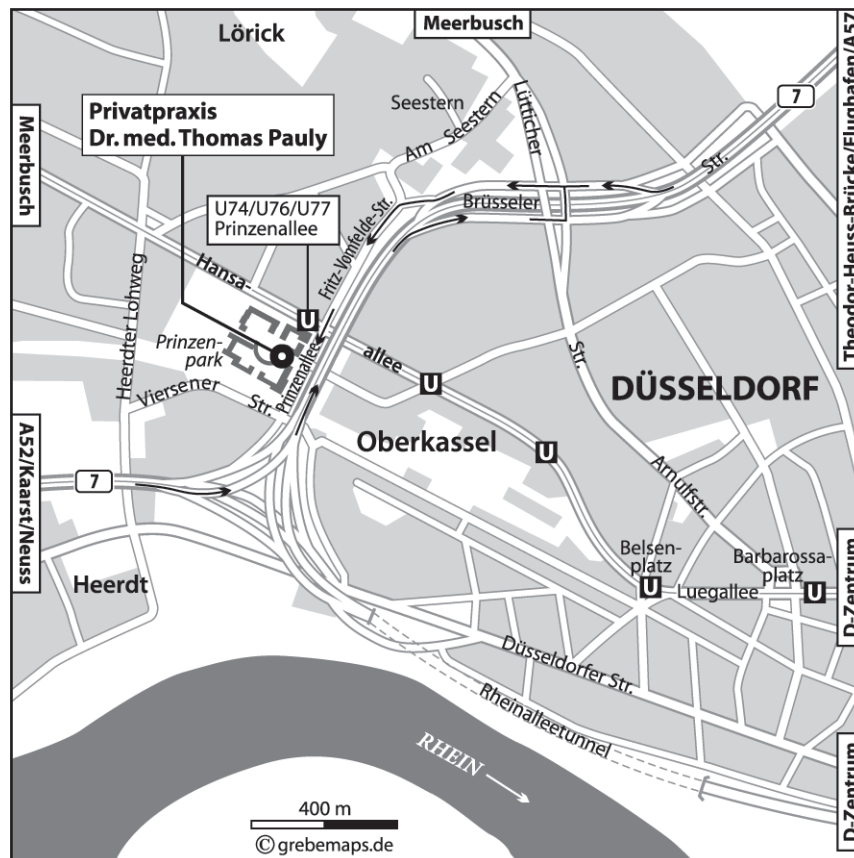 Lörick
Meerbusch
Theodor-Heuss-Brücke/Flughafen/A57
7
Seestern
Am Seestern
Lütticher
Str.
Privatpraxis
Dr. med. Thomas Pauly
Meerbusch
U74/U76/U77
Prinzenallee
Str.
Brüsseler
Fritz-Vomfelde-Str.
Hansa-
allee
Heerdter Lohweg
U
Prinzen-
park
Prinzenallee
Viersener
Str.
U
DÜSSELDORF
Oberkassel
U
A52/Kaarst/Neuss
7
Arnulfstr.
Heerdt
Belsen-
platz
U
Barbarossa-
platz
U
Luegallee
D-Zentrum
Düsseldorfer Str.
Rheinalleetunnel
RHEIN
D-Zentrum
400 m
© grebemaps.de